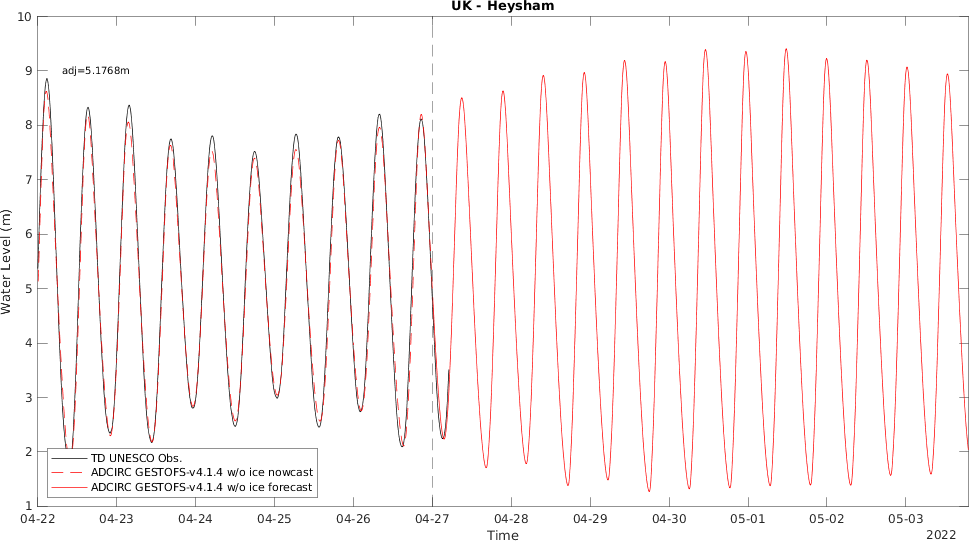 UK - Heysham
10
9
8
7
6
5
4
3
2
1
Water Level (m)
adj=5.1768m
TD UNESCO Obs.
ADCIRC GESTOFS-v4.1.4 w/o ice nowcast
ADCIRC GESTOFS-v4.1.4 w/o ice forecast
04-22 04-23 04-24 04-25 04-26 04-27 04-28 04-29 04-30 05-01 05-02 05-03
Time
2022